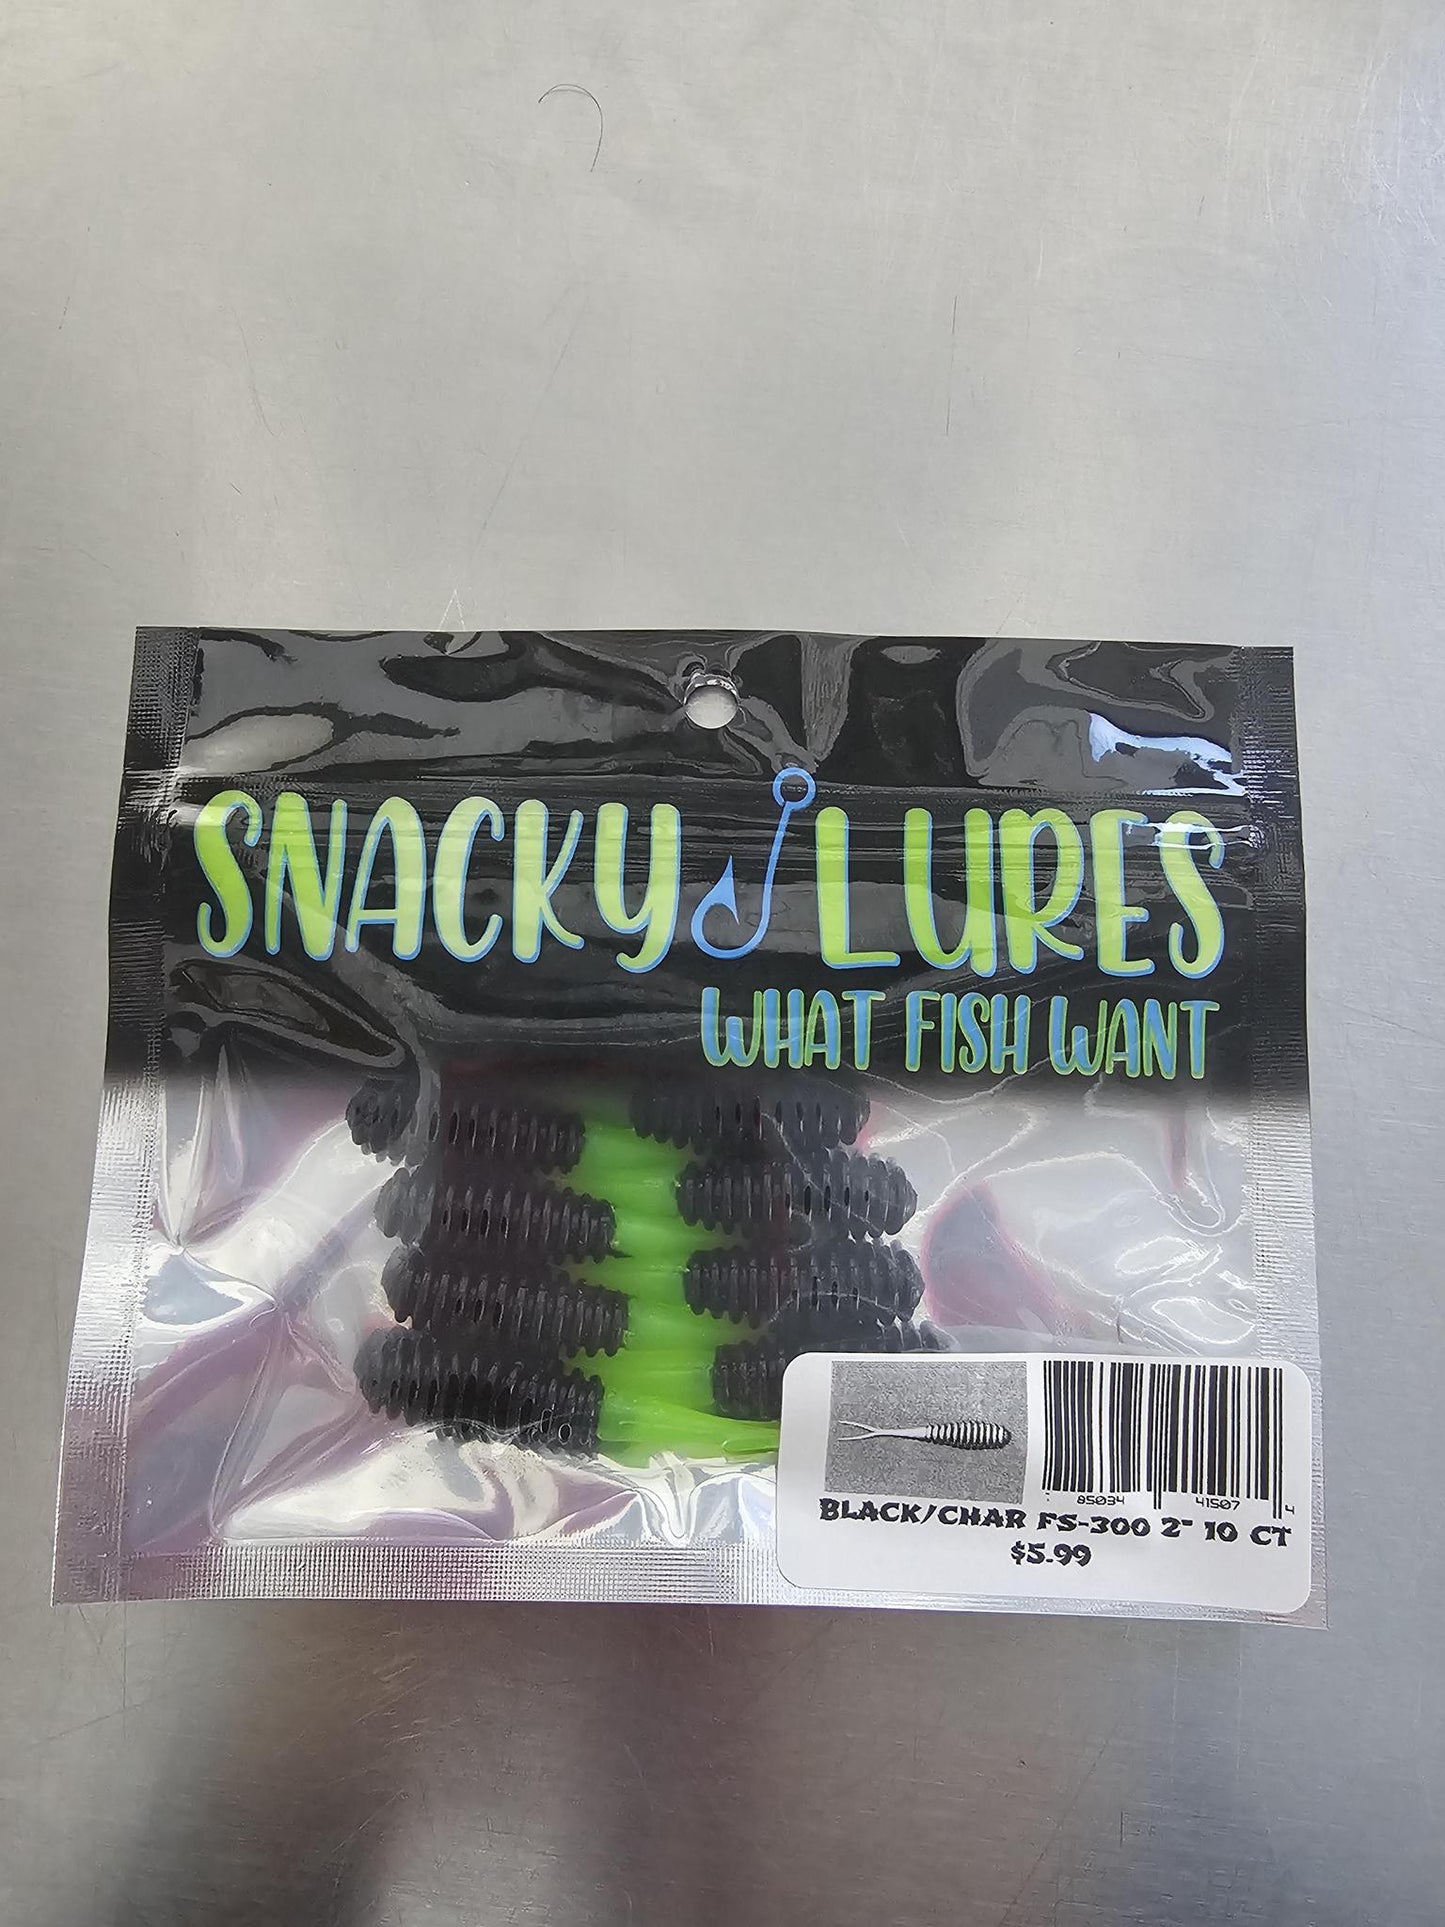 SNACKY LURES
WHAT FISH WANT
85034 41507 4
BLACK/CHAR FS-300 2" 10 CT
$5.99